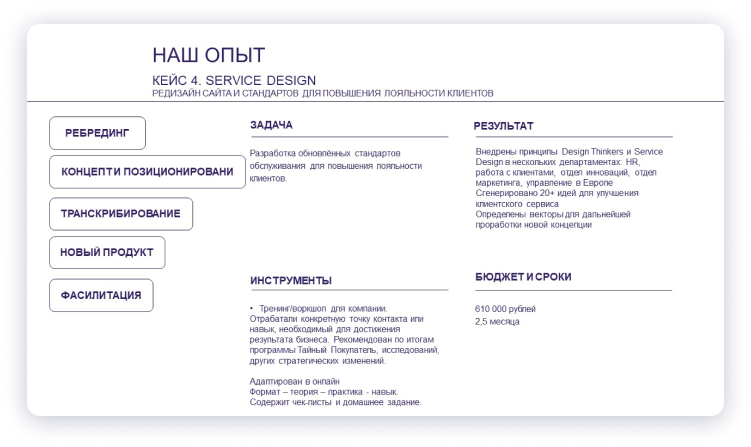 НАШ ОПЫТ
КЕЙС 4. SERVICE DESIGN
РЕДИЗАЙН САЙТА И СТАНДАРТОВ ДЛЯ ПОВЫШЕНИЯ ЛОЯЛЬНОСТИ КЛИЕНТОВ
РЕБРЕДИНГ
КОНЦЕПТ И ПОЗИЦИОНИРОВАНИ
ТРАНСКРИБИРОВАНИЕ
НОВЫЙ ПРОДУКТ
ФАСИЛИТАЦИЯ
ЗАДАЧА
Разработка обновлённых стандартов
обслуживания для повышения лояльности
клиентов.
РЕЗУЛЬТАТ
Внедрены принципы Design Thinkers и Service
Design в нескольких департаментах: HR,
работа с клиентами, отдел инноваций, отдел
маркетинга, управление в Европе
Сгенерировано 20+ идей для улучшения
клиентского сервиса
Определены векторы для дальнейшей
проработки новой концепции
ИНСТРУМЕНТЫ
• Тренинг/воркшоп для компании.
Отрабатали конкретную точку контакта или
навык, необходимый для достижения
результата бизнеса. Рекомендован по итогам
программы Тайный Покупатель, исследований,
других стратегических изменений.
Адаптирован в онлайн
Формат – теория – практика - навык.
Содержит чек-листы и домашнее задание.
БЮДЖЕТ И СРОКИ
610 000 рублей
2,5 месяца